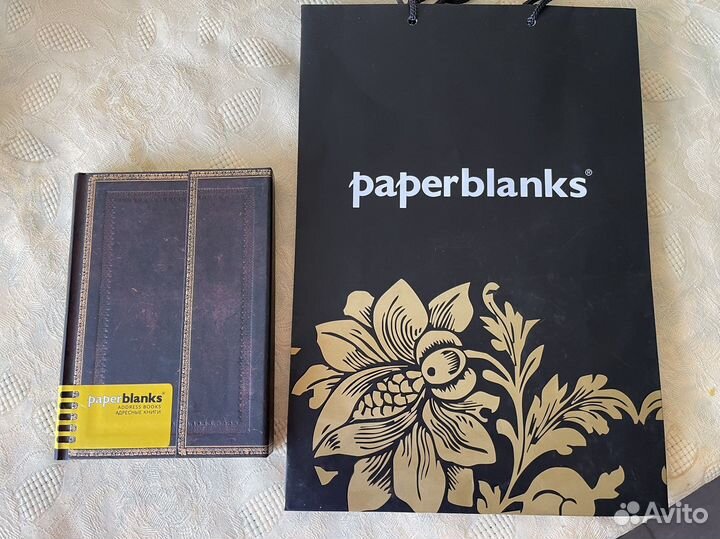 paperblanks®
paperblanks®
ADDRESS BOOKS
АДРЕСНЫЕ КНИГИ
Avito